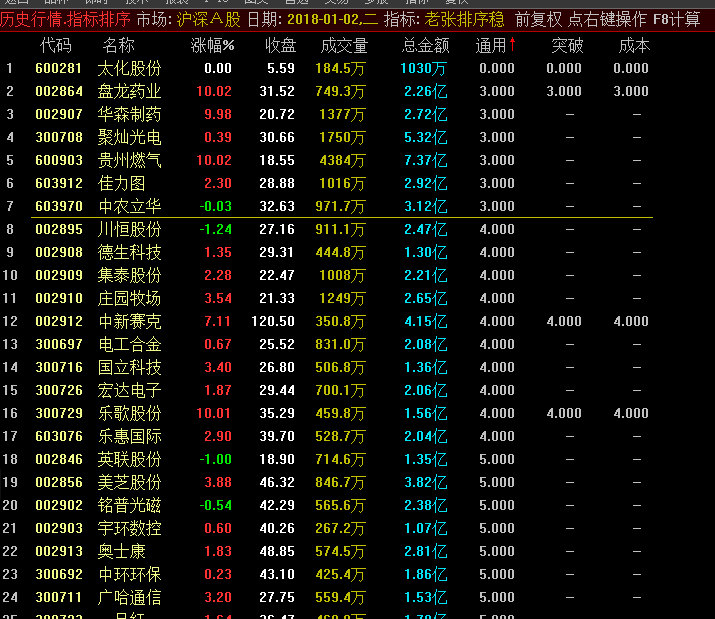 历史行情.指标排序 市场: 沪深A股 日期: 2018-01-02,二 指标: 老张排序稳 前复权 点右键操作 F8计算
代码 名称 涨幅% 收盘 成交量 总金额 通用↑ 突破 成本
1 600281 太化股份 0.00 5.59 184.5万 1030万 0.000 0.000 0.000
2 002864 盘龙药业 10.02 31.52 749.3万 2.26亿 3.000 3.000 3.000
3 002907 华森制药 9.98 20.72 1377万 2.72亿 3.000 — —
4 300708 聚灿光电 0.39 30.66 1750万 5.32亿 3.000 — —
5 600903 贵州燃气 10.02 18.55 4384万 7.37亿 3.000 — —
6 603912 佳力图 2.30 28.88 1016万 2.92亿 3.000 — —
7 603970 中农立华 -0.03 32.63 971.7万 3.12亿 3.000 — —
8 002895 川恒股份 -1.24 27.16 911.1万 2.47亿 4.000 — —
9 002908 德生科技 1.35 29.31 444.8万 1.30亿 4.000 — —
10 002909 集泰股份 2.28 22.47 1008万 2.21亿 4.000 — —
11 002910 庄园牧场 3.54 21.33 1249万 2.65亿 4.000 — —
12 002912 中新赛克 7.11 120.50 350.8万 4.15亿 4.000 4.000 4.000
13 300697 电工合金 0.67 25.52 831.0万 2.08亿 4.000 — —
14 300716 国立科技 3.40 26.80 506.8万 1.36亿 4.000 — —
15 300726 宏达电子 1.87 29.44 700.1万 2.06亿 4.000 — —
16 300729 乐歌股份 10.01 35.29 459.8万 1.56亿 4.000 4.000 4.000
17 603076 乐惠国际 2.90 39.70 528.7万 2.04亿 4.000 — —
18 002846 英联股份 -1.00 18.90 714.6万 1.35亿 5.000 — —
19 002856 美芝股份 3.88 46.32 846.7万 3.82亿 5.000 — —
20 002902 铭普光磁 -0.54 42.29 565.6万 2.38亿 5.000 — —
21 002903 宇环数控 0.60 40.26 267.2万 1.07亿 5.000 — —
22 002913 奥士康 1.83 48.85 574.5万 2.81亿 5.000 — —
23 300692 中环环保 0.23 43.10 425.4万 1.86亿 5.000 — —
24 300711 广哈通信 3.20 27.75 559.4万 1.53亿 5.000 — —